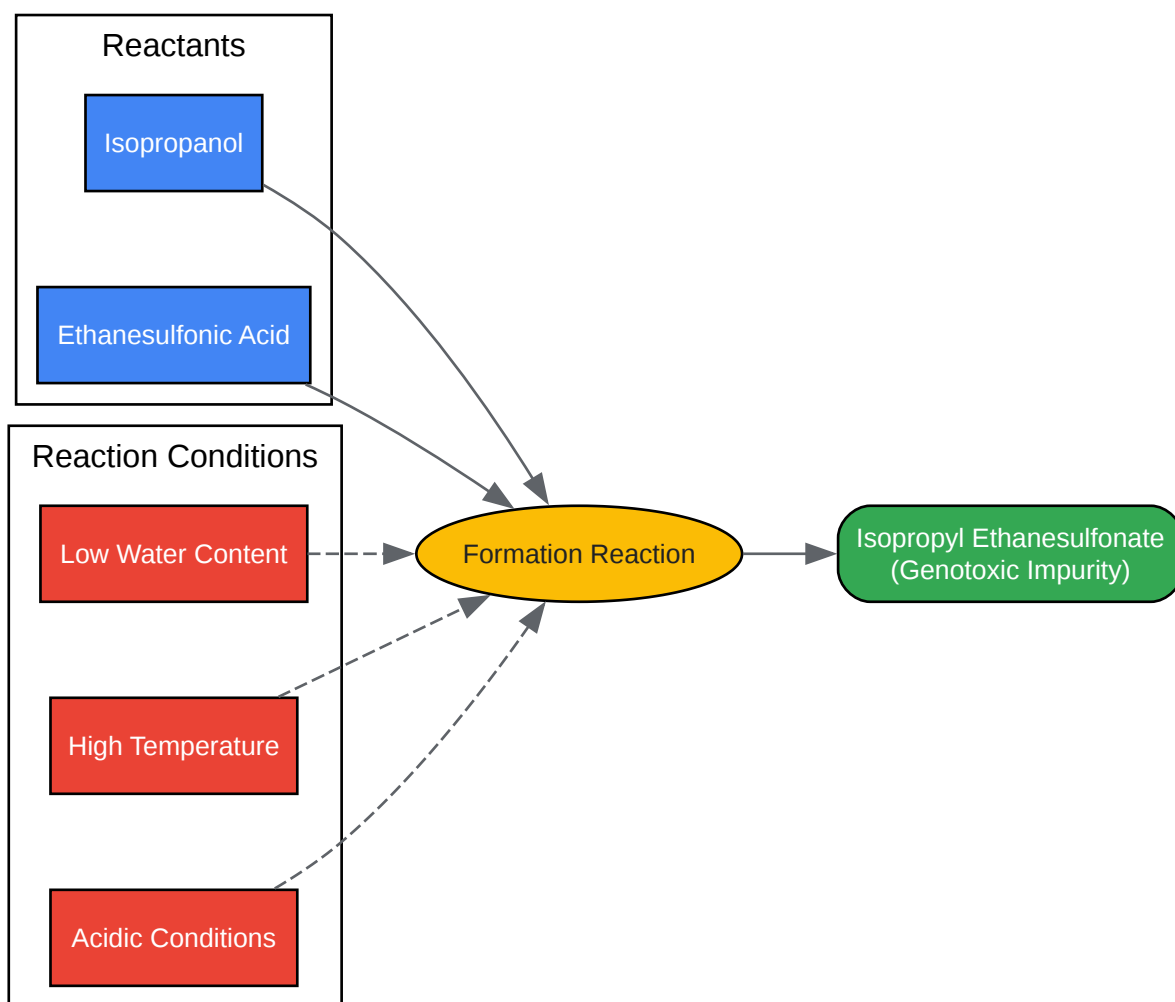 Reactants
Isopropanol
Ethanesulfonic Acid
Reaction Conditions
Low Water Content
High Temperature
Acidic Conditions
Formation Reaction
Isopropyl Ethanesulfonate
(Genotoxic Impurity)